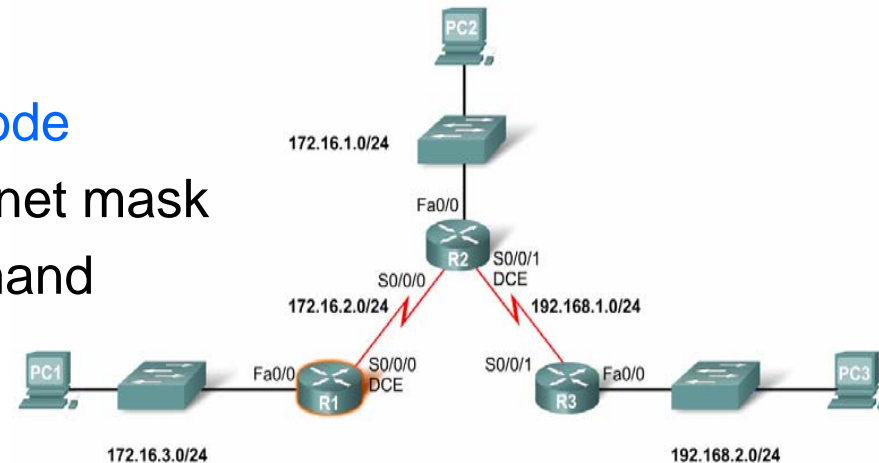 PC2
ode
172.16.1.0/24
net mask
Fa0/0
R2
S0/0/1
DCE
hand
S0/0/0
172.16.2.0/24
192.168.1.0/24
PC1
Fa0/0
S0/0/0
DCE
R1
S0/0/1
R3
Fa0/0
PC3
172.16.3.0/24
192.168.2.0/24